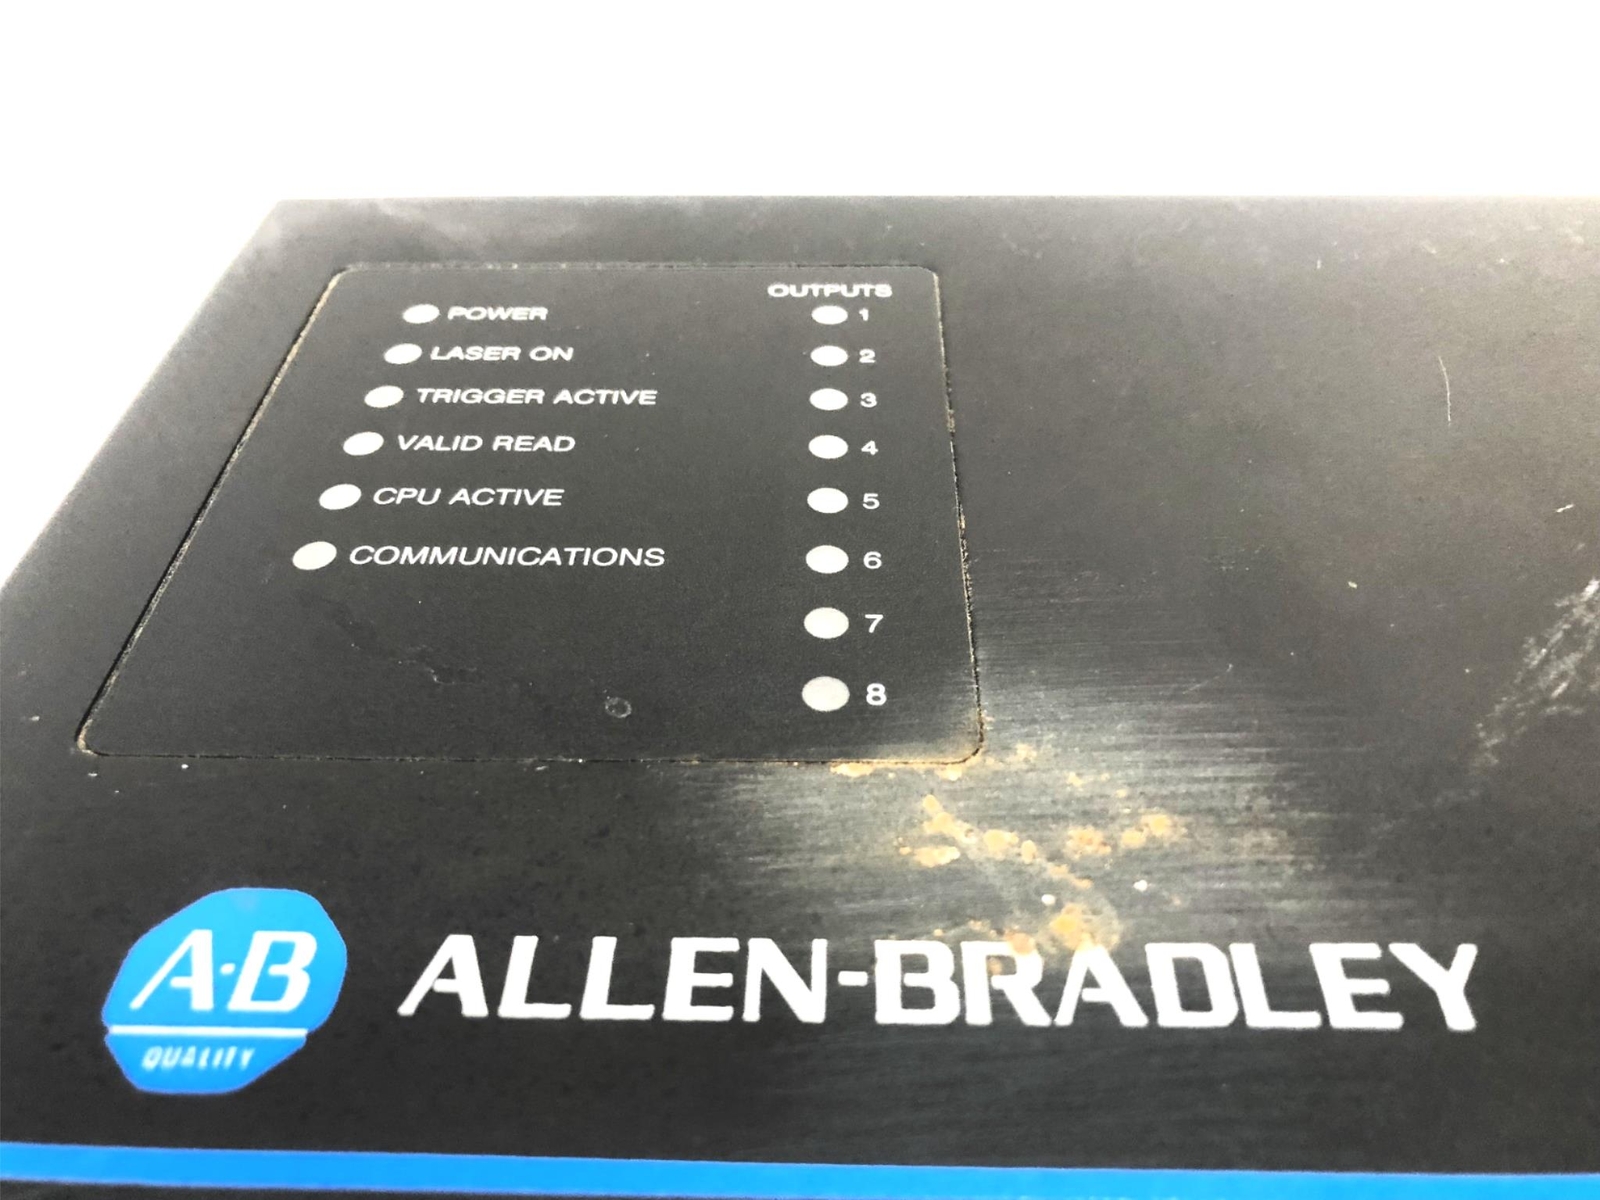 POWER
LASER ON
TRIGGER ACTIVE
VALID READ
CPU ACTIVE
COMMUNICATIONS
OUTPUTS
1
2
3
4
5
6
7
8
A·B
QUALITY
ALLEN-BRADLEY